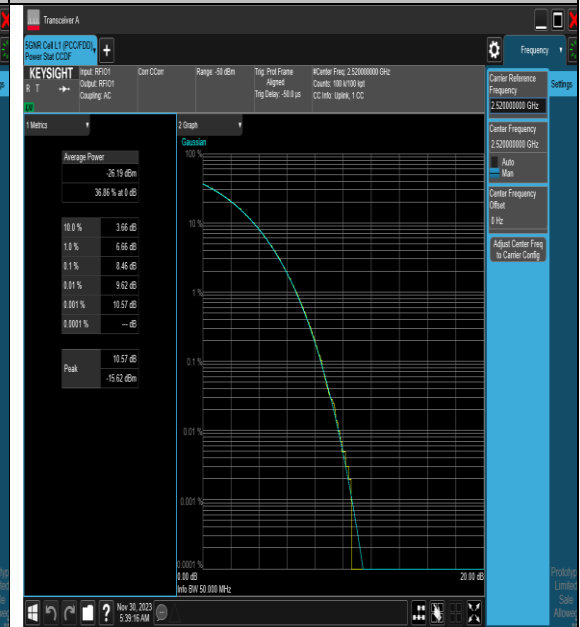 Transceiver A
5GNR Cell L1 (PCC/FDD),
Power Stat CCDF
Frequency
KEYSIGHT
R T
Input: RFIO1
Output: RFIO1
Coupling: AC
Corr CCorr
Range: -50 dBm
Trig: Prot Frame
Aligned
Trig Delay: -50.0 µs
#Center Freq: 2.520000000 GHz
Counts: 100 k/100 kpt
CC Info: Uplink, 1 CC
Settings
Carrier Reference
Frequency
2.520000000 GHz
Center Frequency
2.520000000 GHz
Auto
Man
Center Frequency
Offset
0 Hz
Adjust Center Freq
to Carrier Config
1 Metrics
Average Power
-26.19 dBm
36.86 % at 0 dB
10.0 % 3.66 dB
1.0 % 6.66 dB
0.1 % 8.46 dB
0.01 % 9.62 dB
0.001 % 10.57 dB
0.0001 % --- dB
Peak
10.57 dB
-15.62 dBm
2 Graph
Gaussian
100 %
10 %
1 %
0.1 %
0.01 %
0.001 %
0.0001 %
0.00 dB
20.00 dB
Info BW 50.000 MHz
Nov 30, 2023
5:39:16 AM
?